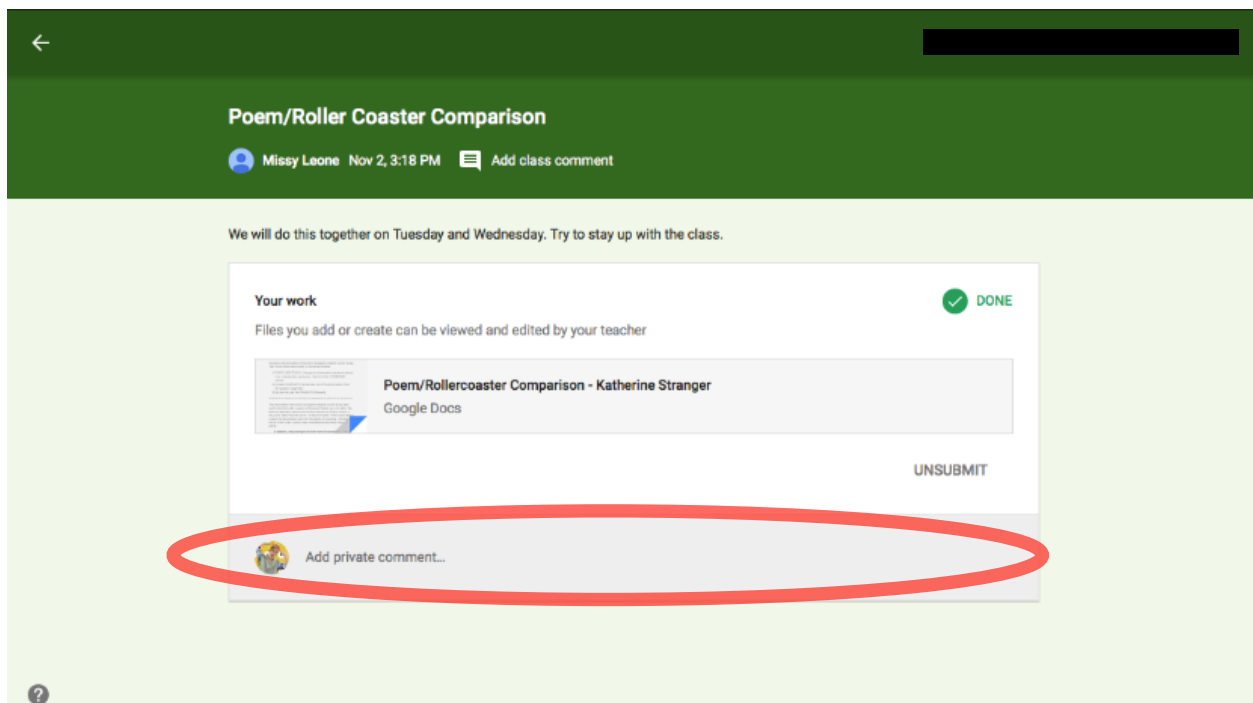 Poem/Roller Coaster Comparison
Missy Leone Nov 2, 3:18 PM Add class comment
We will do this together on Tuesday and Wednesday. Try to stay up with the class.
Your work DONE
Files you add or create can be viewed and edited by your teacher
Poem/Rollercoaster Comparison - Katherine Stranger
Google Docs
UNSUBMIT
Add private comment...
?